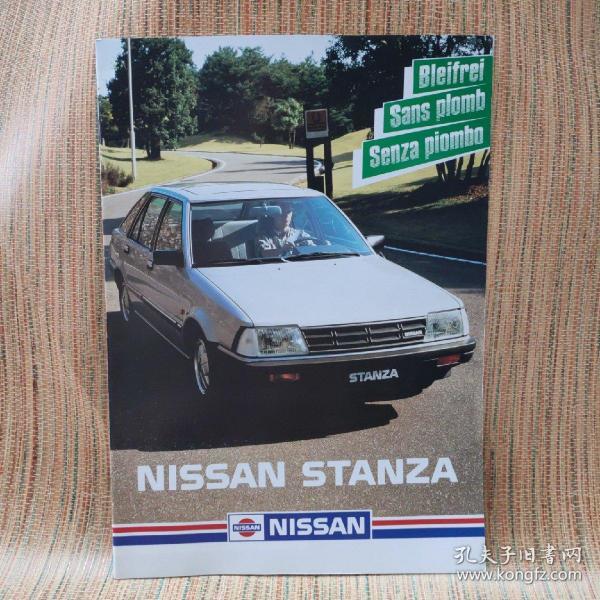 Bleifrei
Sans plomb
Senza piombo
NISSAN
STANZA
NISSAN STANZA
NISSAN NISSAN
孔夫子旧书网
www.kongfz.com